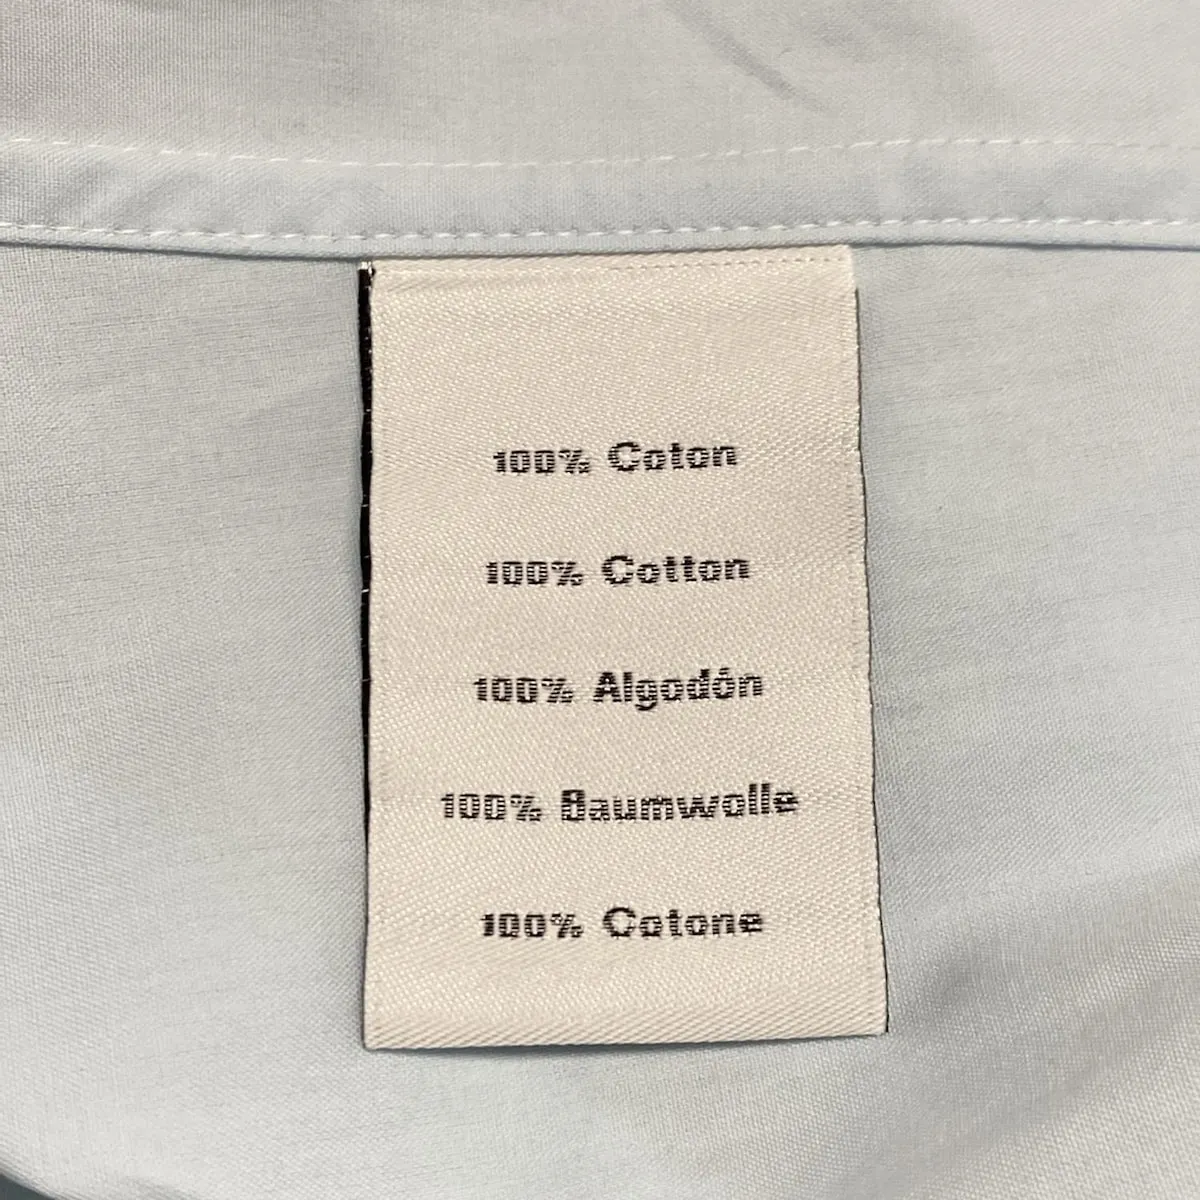 100% Coton
100% Cotton
100% Algodón
100% Baumwolle
100% Cotone